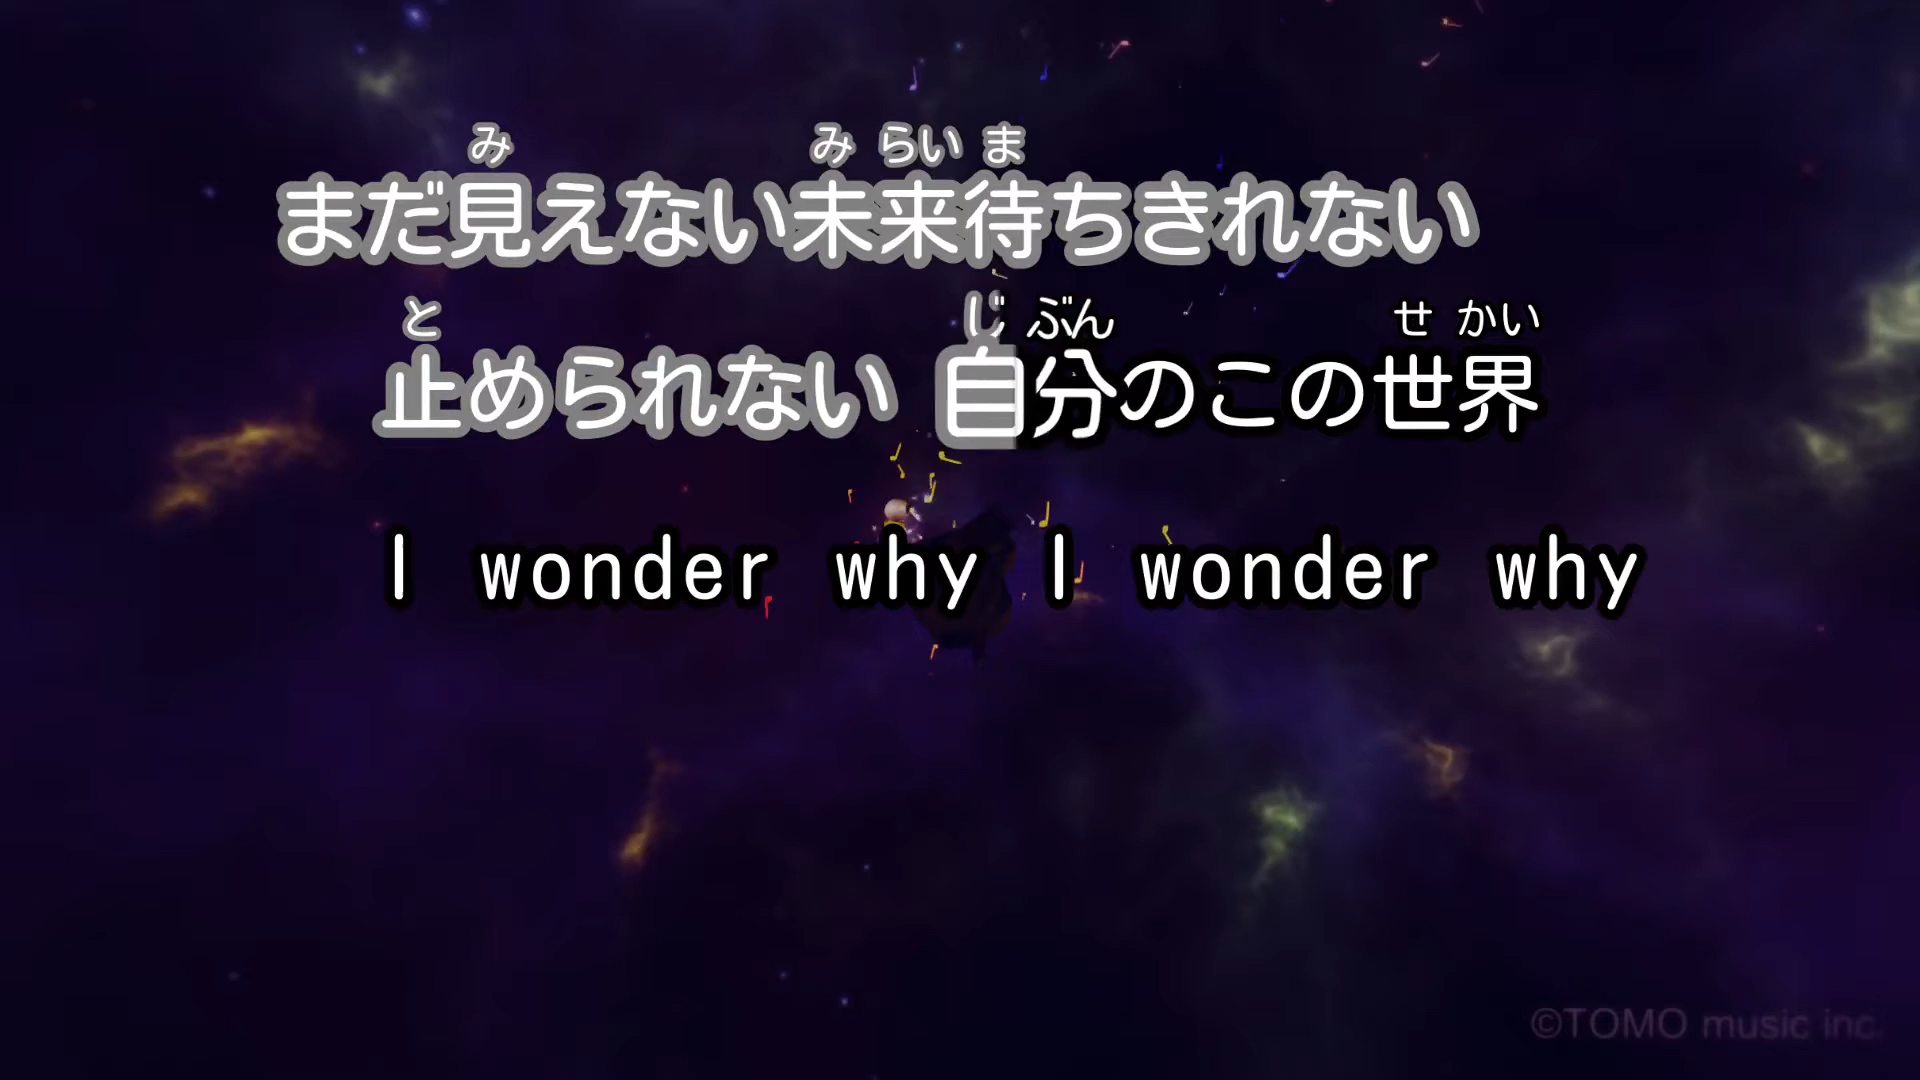 み み らい ま
まだ見えない未来待ちきれない
と じ ぶん せ かい
止められない 自分のこの世界
I wonder why I wonder why
©TOMO music inc.